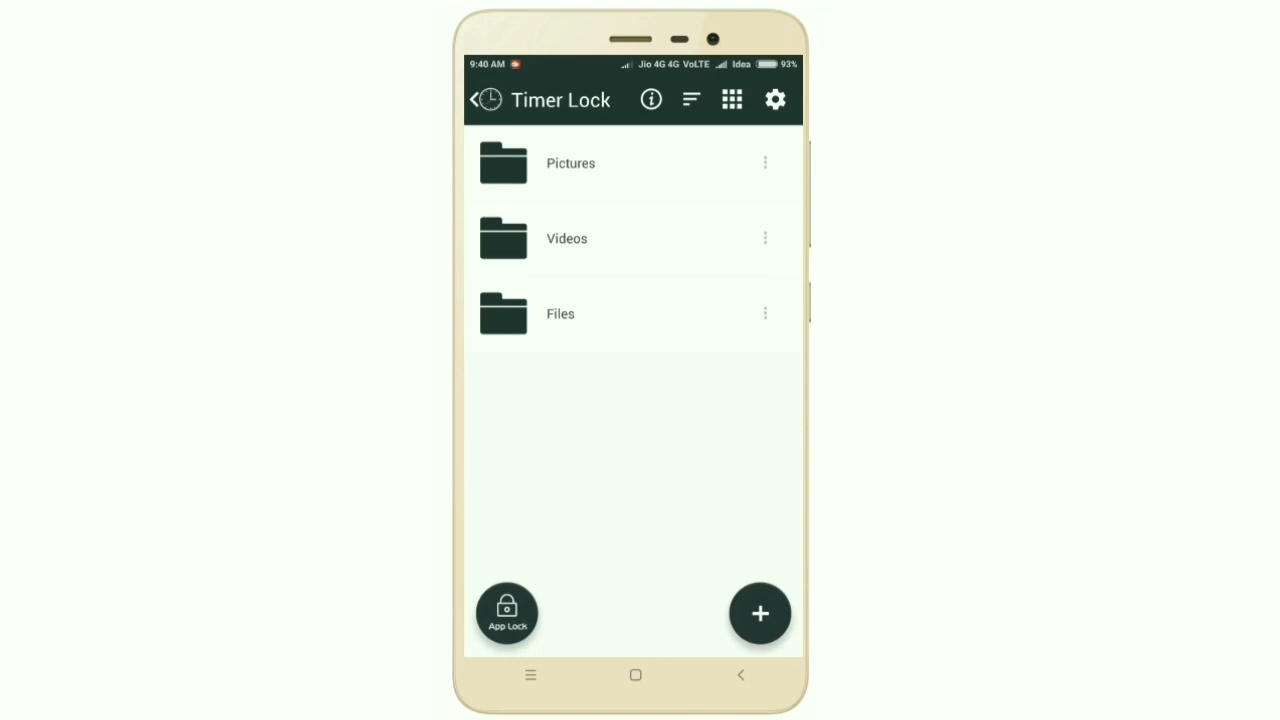 9:40 AM Jio 4G 4G VoLTE Idea 93%
Timer Lock
Pictures
Videos
Files
App Lock